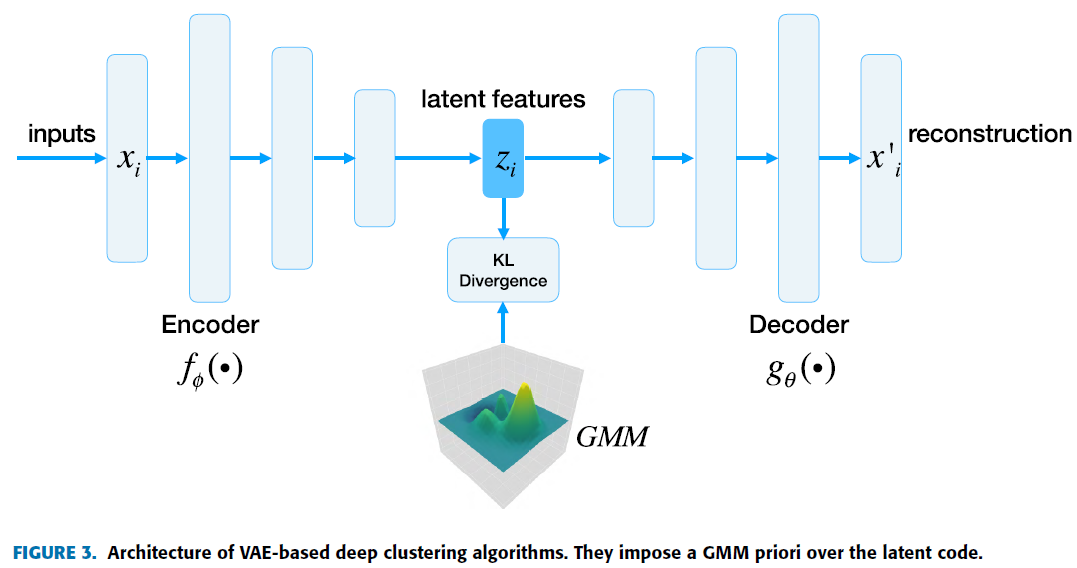 latent features
inputs
x_i
z_i
x'_i
reconstruction
KL
Divergence
Encoder
f_ϕ(•)
Decoder
g_θ(•)
GMM
FIGURE 3. Architecture of VAE-based deep clustering algorithms. They impose a GMM priori over the latent code.